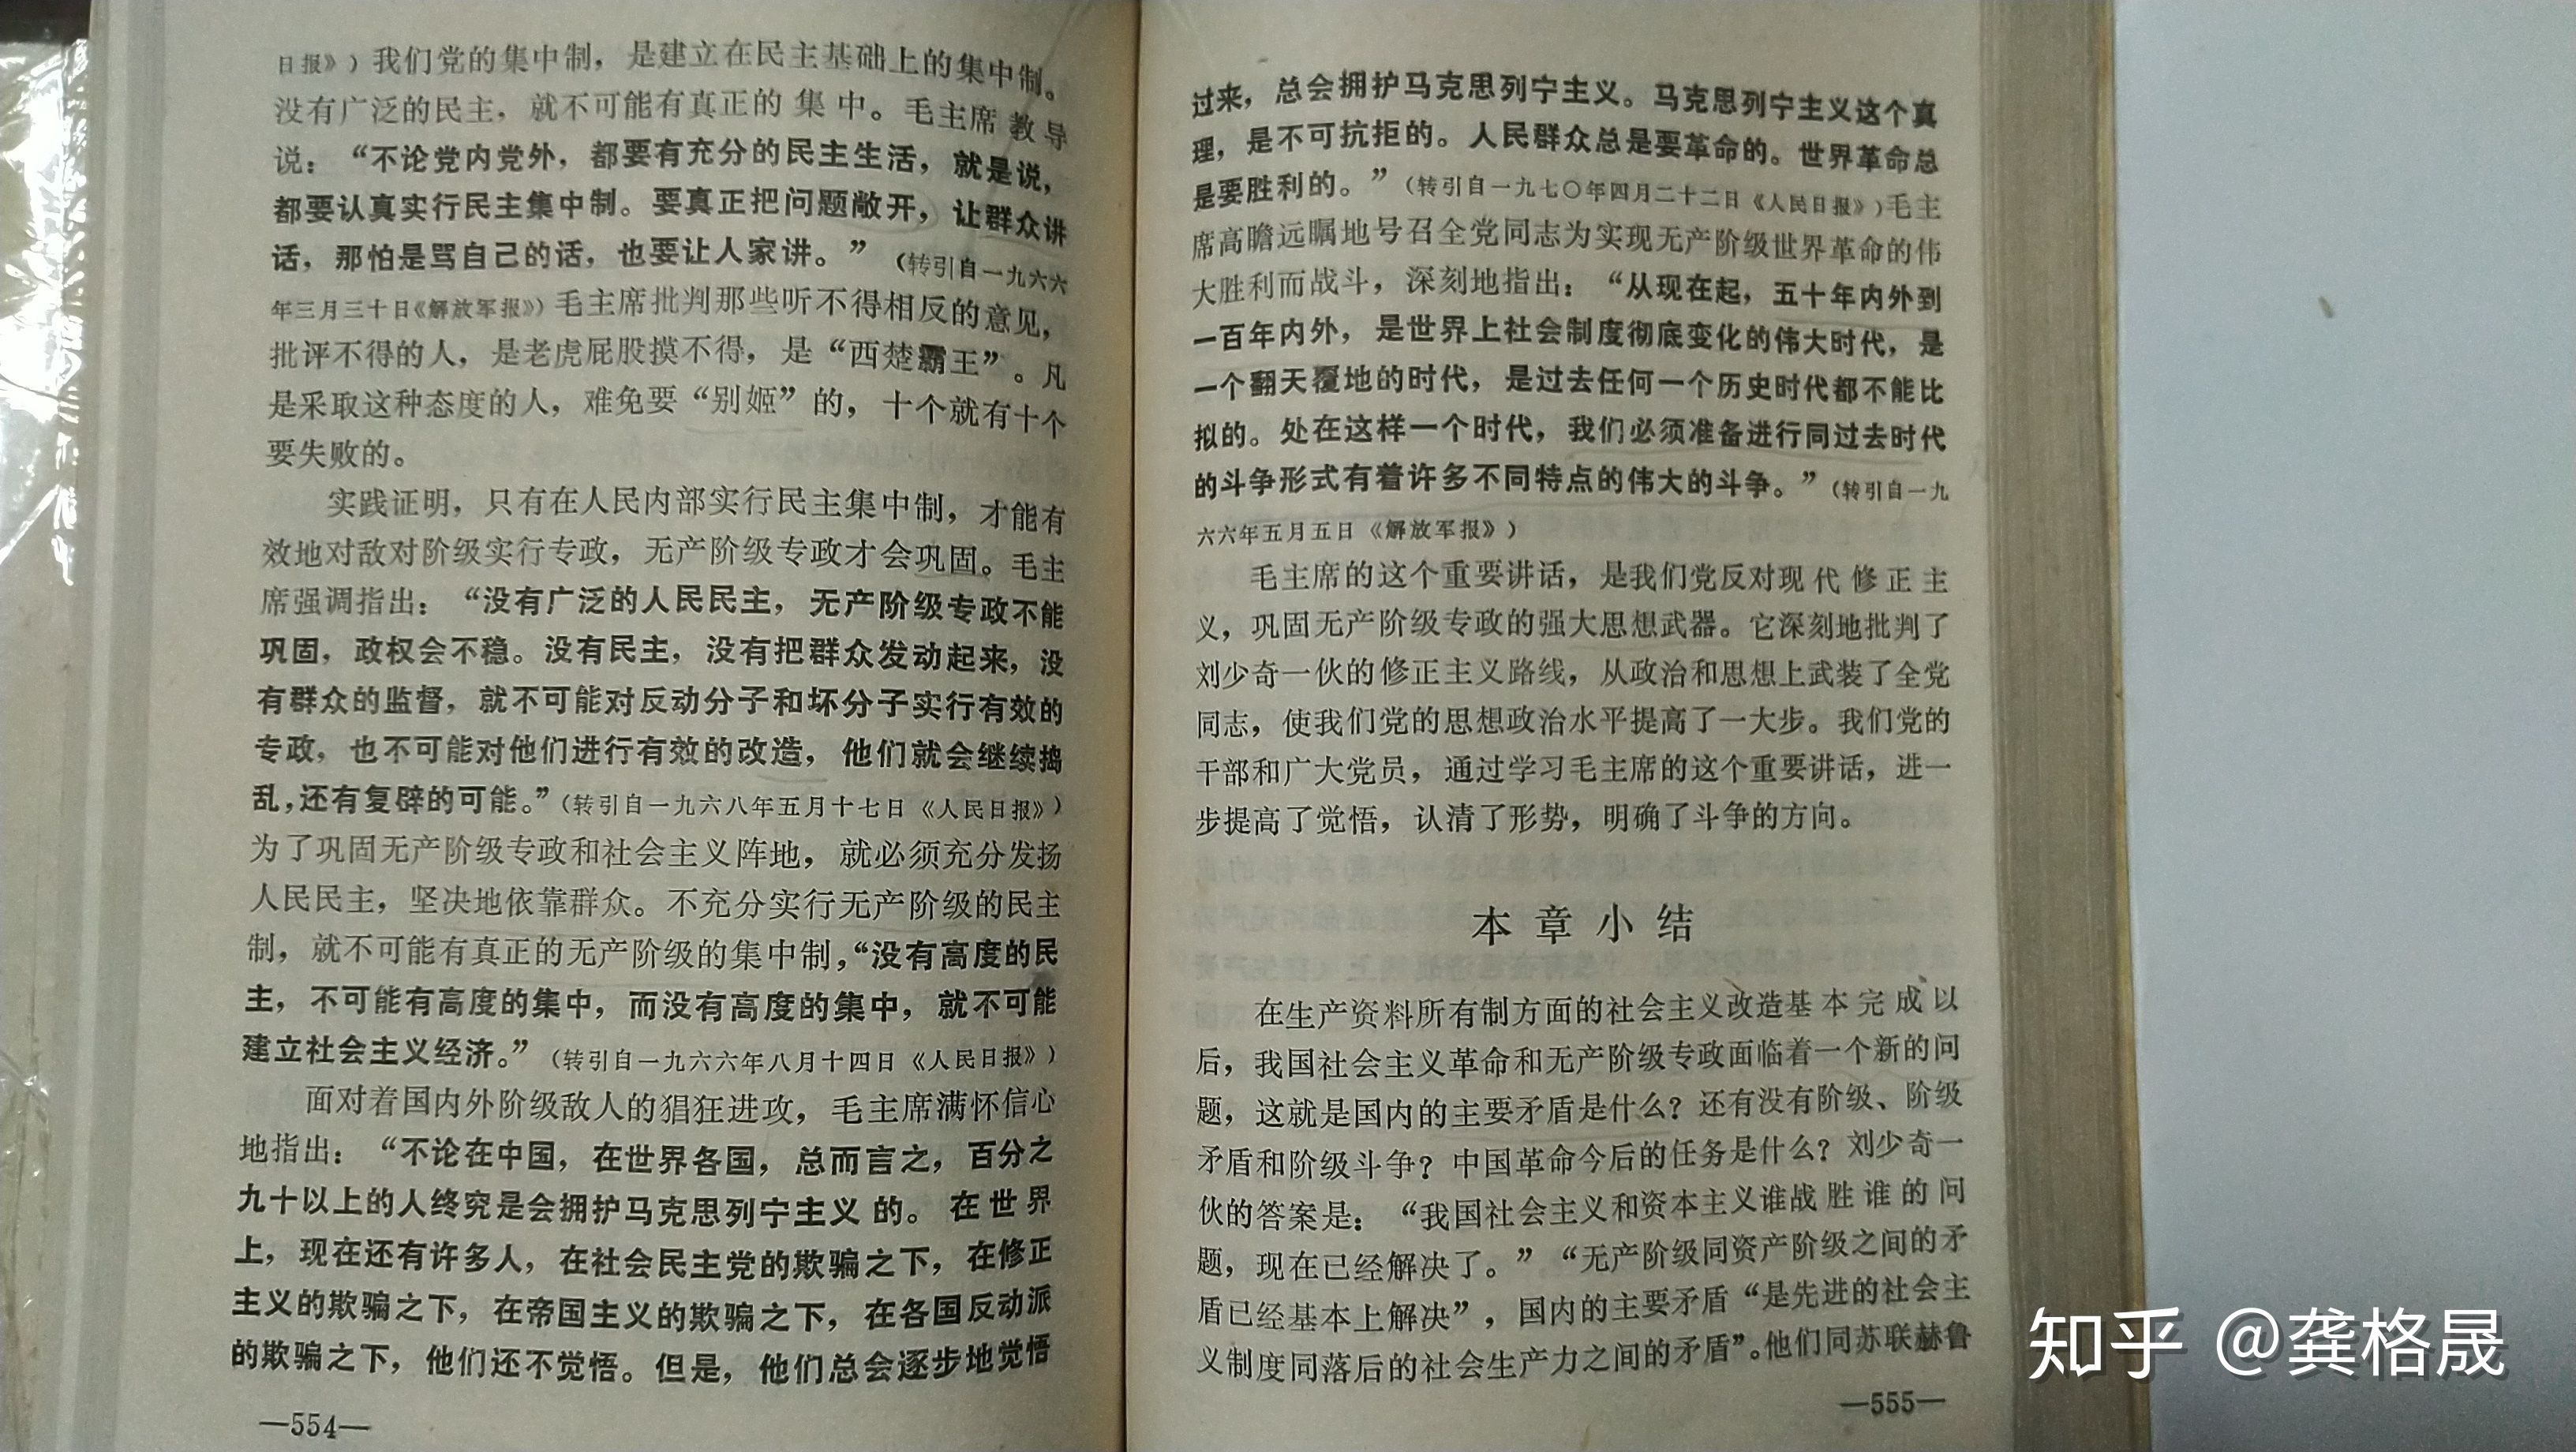 日报》）我们党的集中制，是建立在民主基础上的集中制。
没有广泛的民主，就不可能有真正的集中。毛主席教导
说：“不论党内党外，都要有充分的民主生活，就是说，
都要认真实行民主集中制。要真正把问题敞开，让群众讲
话，那怕是骂自己的话，也要让人家讲。”（转引自一九六六
年三月三十日《解放军报》）毛主席批判那些听不得相反的意见，
批评不得的人，是老虎屁股摸不得，是“西楚霸王”。凡
是采取这种态度的人，难免要“别姬”的，十个就有十个
要失败的。
实践证明，只有在人民内部实行民主集中制，才能有
效地对敌对阶级实行专政，无产阶级专政才会巩固。毛主
席强调指出：“没有广泛的人民民主，无产阶级专政不能
巩固，政权会不稳。没有民主，没有把群众发动起来，没
有群众的监督，就不可能对反动分子和坏分子实行有效的
专政，也不可能对他们进行有效的改造，他们就会继续捣
乱，还有复辟的可能。”（转引自一九六八年五月十七日《人民日报》）
为了巩固无产阶级专政和社会主义阵地，就必须充分发扬
人民民主，坚决地依靠群众。不充分实行无产阶级的民主
制，就不可能有真正的无产阶级的集中制，“没有高度的民
主，不可能有高度的集中，而没有高度的集中，就不可能
建立社会主义经济。”（转引自一九六六年八月十四日《人民日报》）
面对着国内外阶级敌人的猖狂进攻，毛主席满怀信心
地指出：“不论在中国，在世界各国，总而言之，百分之
九十以上的人终究是会拥护马克思列宁主义的。在世界
上，现在还有许多人，在社会民主党的欺骗之下，在修正
主义的欺骗之下，在帝国主义的欺骗之下，在各国反动派
的欺骗之下，他们还不觉悟。但是，他们总会逐步地觉悟
—554—
过来，总会拥护马克思列宁主义。马克思列宁主义这个真
理，是不可抗拒的。人民群众总是要革命的。世界革命总
是要胜利的。”（转引自一九七〇年四月二十二日《人民日报》）毛主
席高瞻远瞩地号召全党同志为实现无产阶级世界革命的伟
大胜利而战斗，深刻地指出：“从现在起，五十年内外到
一百年内外，是世界上社会制度彻底变化的伟大时代，是
一个翻天覆地的时代，是过去任何一个历史时代都不能比
拟的。处在这样一个时代，我们必须准备进行同过去时代
的斗争形式有着许多不同特点的伟大的斗争。”（转引自一九
六六年五月五日《解放军报》）
毛主席的这个重要讲话，是我们党反对现代修正主
义，巩固无产阶级专政的强大思想武器。它深刻地批判了
刘少奇一伙的修正主义路线，从政治和思想上武装了全党
同志，使我们党的思想政治水平提高了一大步。我们党的
干部和广大党员，通过学习毛主席的这个重要讲话，进一
步提高了觉悟，认清了形势，明确了斗争的方向。
本章小结
在生产资料所有制方面的社会主义改造基本完成以
后，我国社会主义革命和无产阶级专政面临着一个新的问
题，这就是国内的主要矛盾是什么？还有没有阶级、阶级
矛盾和阶级斗争？中国革命今后的任务是什么？刘少奇一
伙的答案是：“我国社会主义和资本主义谁战胜谁的问
题，现在已经解决了。”“无产阶级同资产阶级之间的矛
盾已经基本上解决”，国内的主要矛盾“是先进的社会主
义制度同落后的社会生产力之间的矛盾”。他们同苏联赫鲁
—555—
知乎 @龚格晟